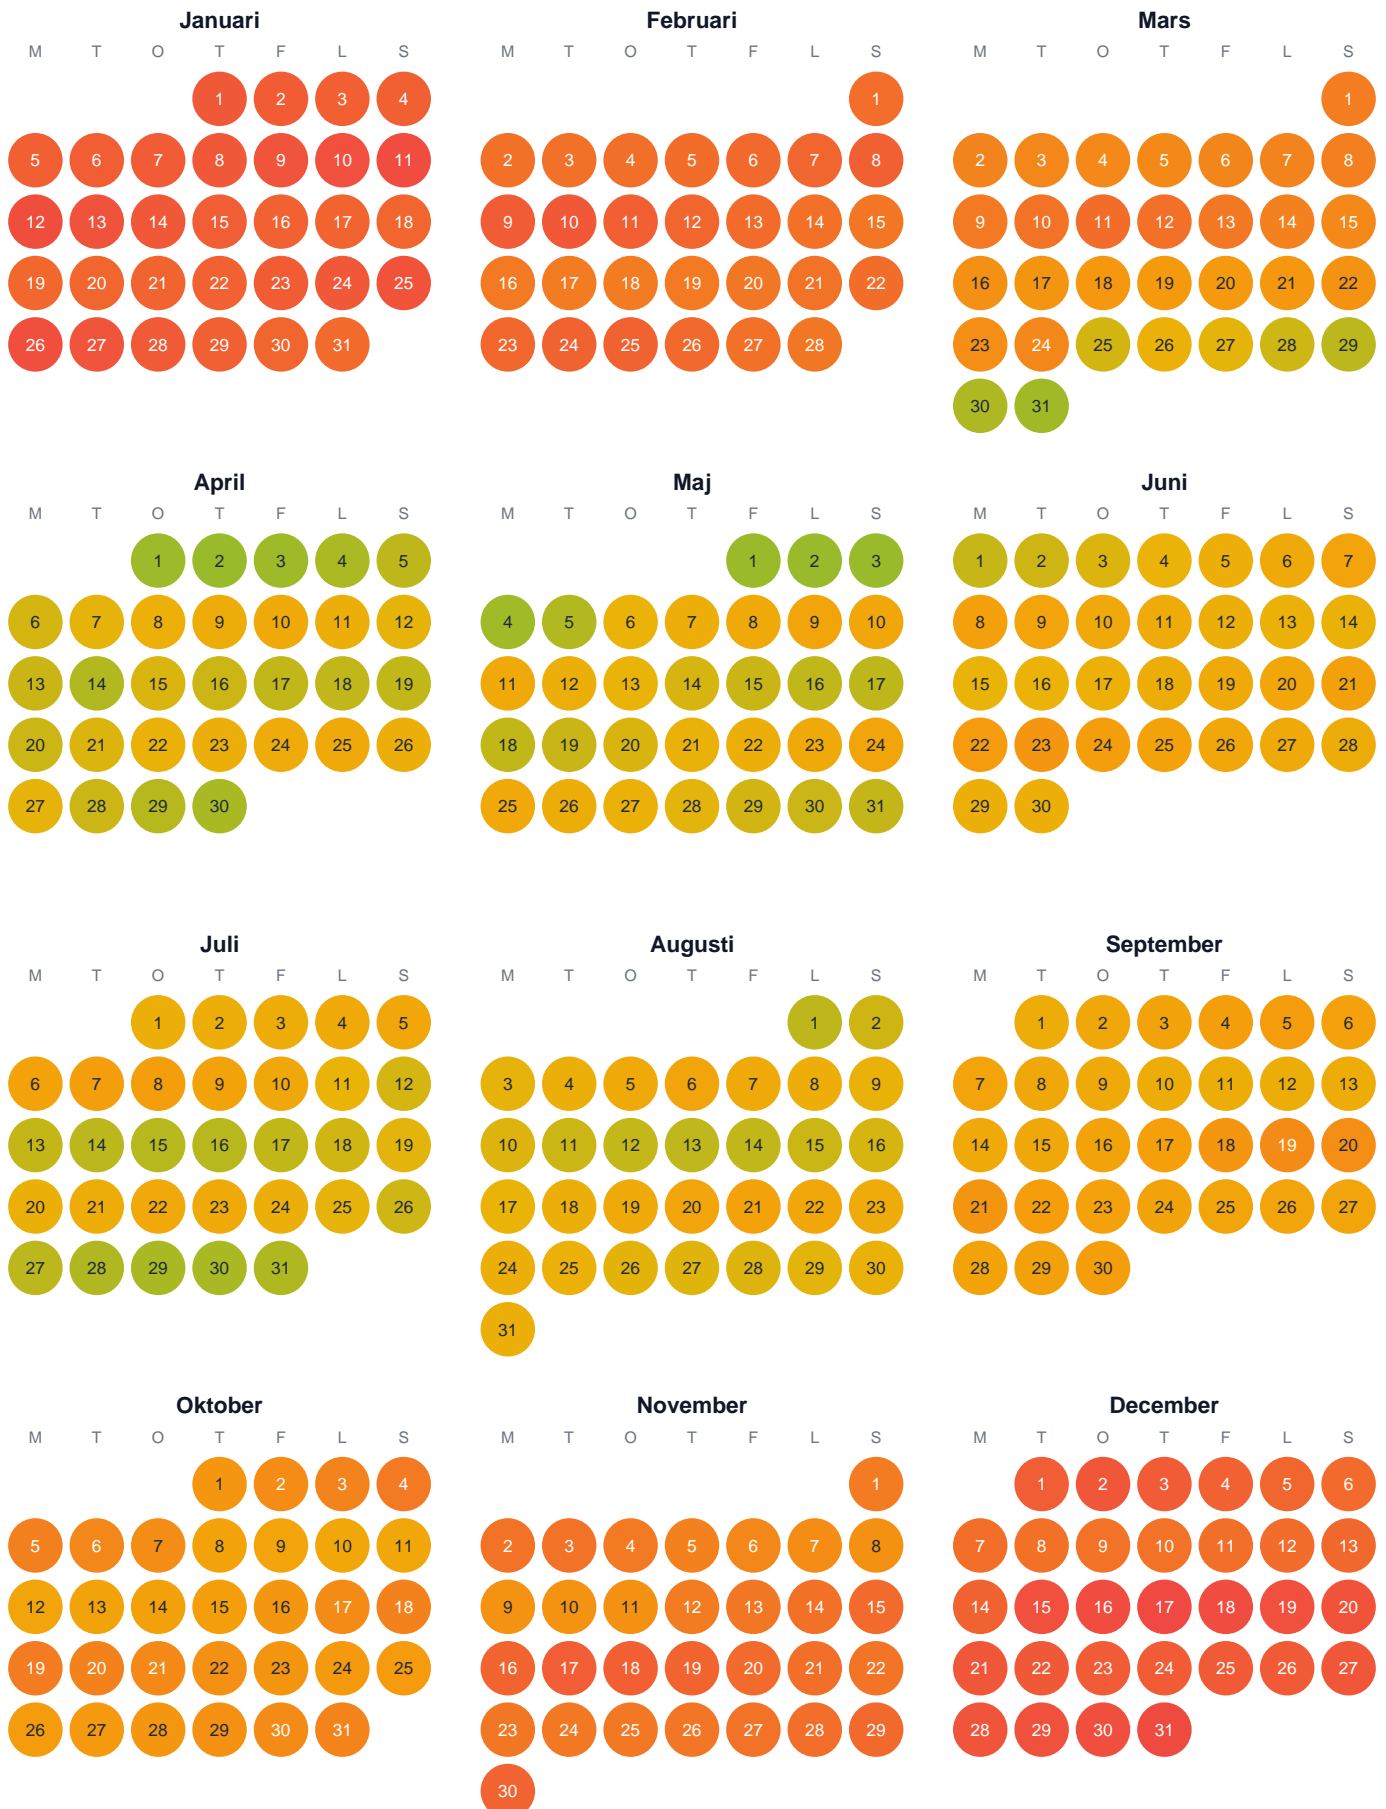 Januari
M T O T F L S
1 2 3 4
5 6 7 8 9 10 11
12 13 14 15 16 17 18
19 20 21 22 23 24 25
26 27 28 29 30 31
Februari
M T O T F L S
1
2 3 4 5 6 7 8
9 10 11 12 13 14 15
16 17 18 19 20 21 22
23 24 25 26 27 28
Mars
M T O T F L S
1
2 3 4 5 6 7 8
9 10 11 12 13 14 15
16 17 18 19 20 21 22
23 24 25 26 27 28 29
30 31
April
M T O T F L S
1 2 3 4 5
6 7 8 9 10 11 12
13 14 15 16 17 18 19
20 21 22 23 24 25 26
27 28 29 30
Maj
M T O T F L S
1 2 3
4 5 6 7 8 9 10
11 12 13 14 15 16 17
18 19 20 21 22 23 24
25 26 27 28 29 30 31
Juni
M T O T F L S
1 2 3 4 5 6 7
8 9 10 11 12 13 14
15 16 17 18 19 20 21
22 23 24 25 26 27 28
29 30
Juli
M T O T F L S
1 2 3 4 5
6 7 8 9 10 11 12
13 14 15 16 17 18 19
20 21 22 23 24 25 26
27 28 29 30 31
Augusti
M T O T F L S
1 2
3 4 5 6 7 8 9
10 11 12 13 14 15 16
17 18 19 20 21 22 23
24 25 26 27 28 29 30
31
September
M T O T F L S
1 2 3 4 5 6
7 8 9 10 11 12 13
14 15 16 17 18 19 20
21 22 23 24 25 26 27
28 29 30
Oktober
M T O T F L S
1 2 3 4
5 6 7 8 9 10 11
12 13 14 15 16 17 18
19 20 21 22 23 24 25
26 27 28 29 30 31
November
M T O T F L S
1
2 3 4 5 6 7 8
9 10 11 12 13 14 15
16 17 18 19 20 21 22
23 24 25 26 27 28 29
30
December
M T O T F L S
1 2 3 4 5 6
7 8 9 10 11 12 13
14 15 16 17 18 19 20
21 22 23 24 25 26 27
28 29 30 31